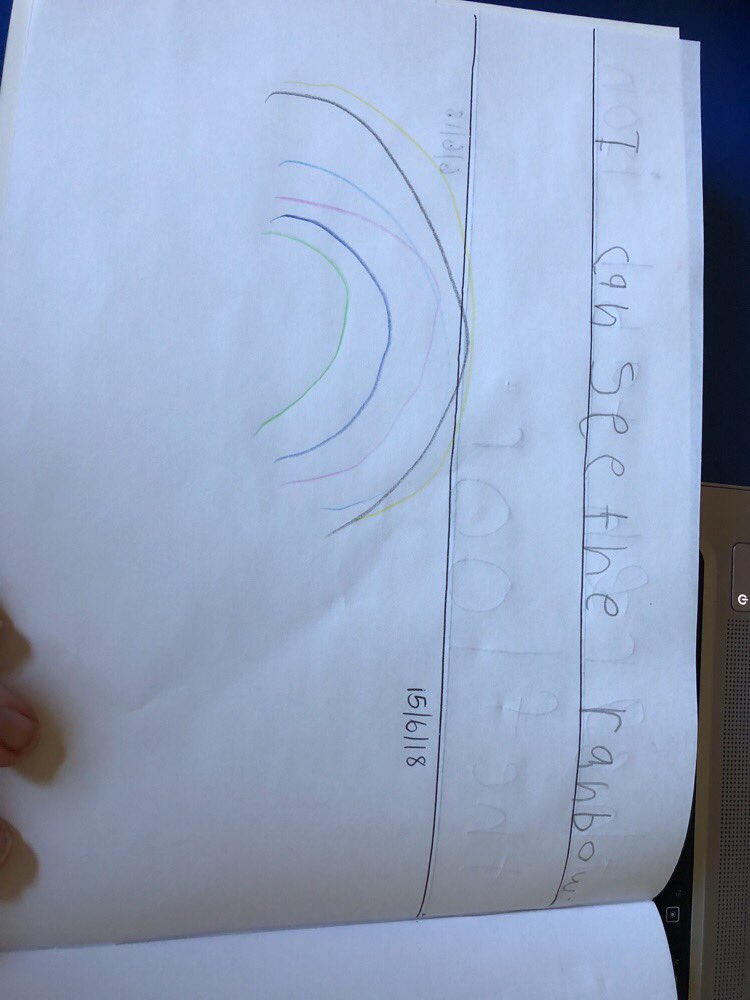 I can see the ranbow.
15/6/18